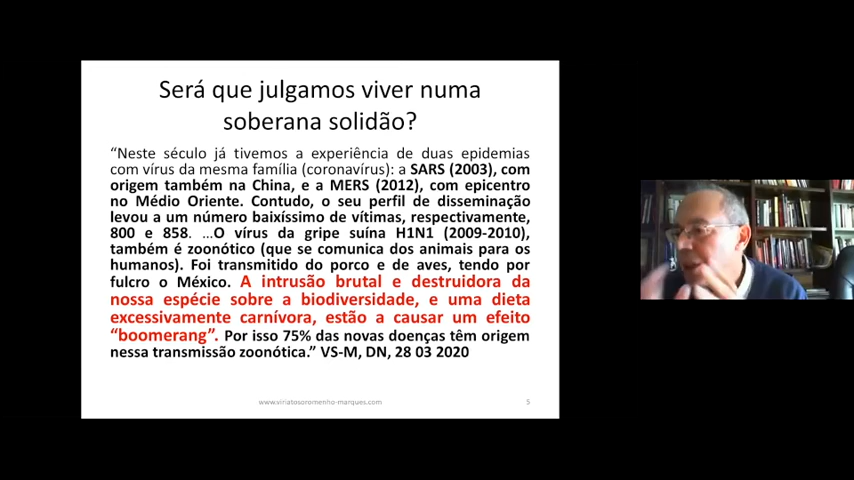 Será que julgamos viver numa
soberana solidão?
“Neste século já tivemos a experiência de duas epidemias
com vírus da mesma família (coronavírus): a SARS (2003), com
origem também na China, e a MERS (2012), com epicentro
no Médio Oriente. Contudo, o seu perfil de disseminação
levou a um número baixíssimo de vítimas, respectivamente,
800 e 858. ...O vírus da gripe suína H1N1 (2009-2010),
também é zoonótico (que se comunica dos animais para os
humanos). Foi transmitido do porco e de aves, tendo por
fulcro o México. A intrusão brutal e destruidora da
nossa espécie sobre a biodiversidade, e uma dieta
excessivamente carnívora, estão a causar um efeito
“boomerang”. Por isso 75% das novas doenças têm origem
nessa transmissão zoonótica.” VS-M, DN, 28 03 2020
www.viriatosoromenho-marques.com
5